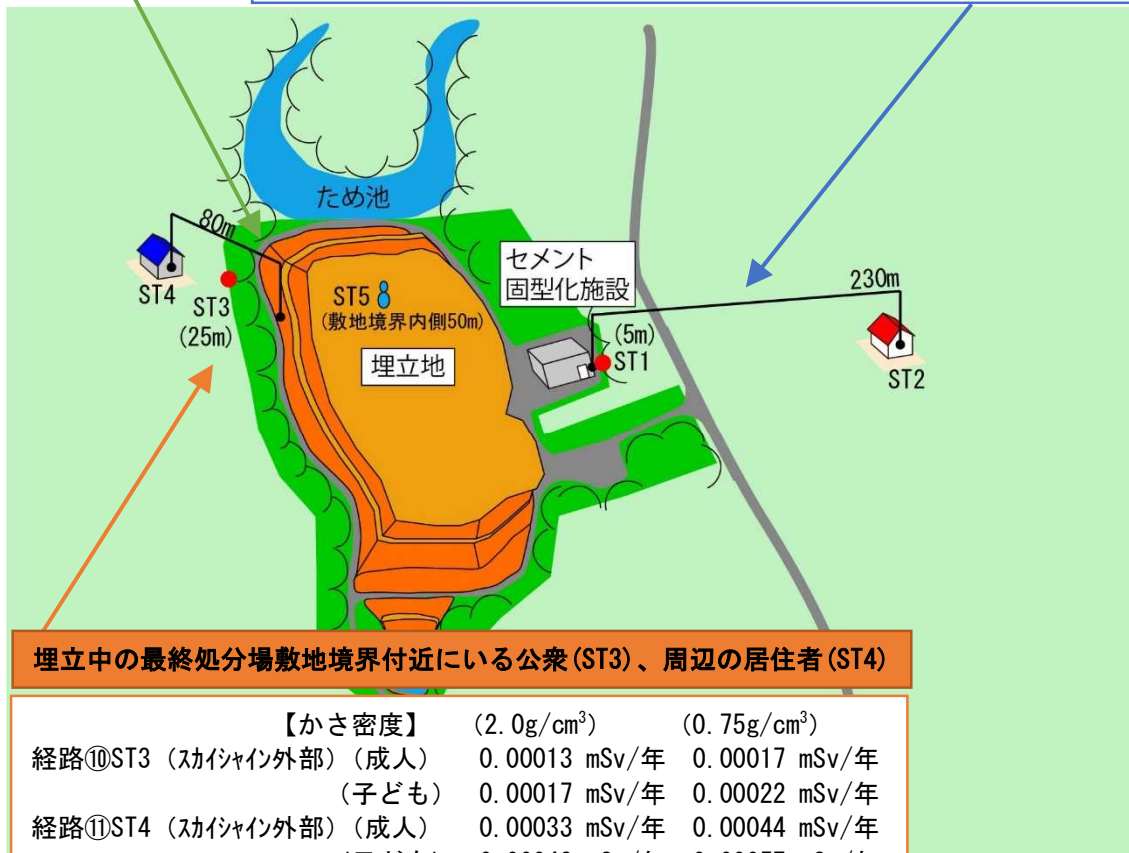 ため池
80m
ST4
ST3
(25m)
ST5
(敷地境界内側50m)
埋立地
セメント
固型化施設
(5m)
ST1
230m
ST2
埋立中の最終処分場敷地境界付近にいる公衆(ST3)、周辺の居住者(ST4)
【かさ密度】 (2.0g/cm³) (0.75g/cm³)
経路⑩ST3 (スカイシャイン外部) (成人) 0.00013 mSv/年 0.00017 mSv/年
(子ども) 0.00017 mSv/年 0.00022 mSv/年
経路⑪ST4 (スカイシャイン外部) (成人) 0.00033 mSv/年 0.00044 mSv/年